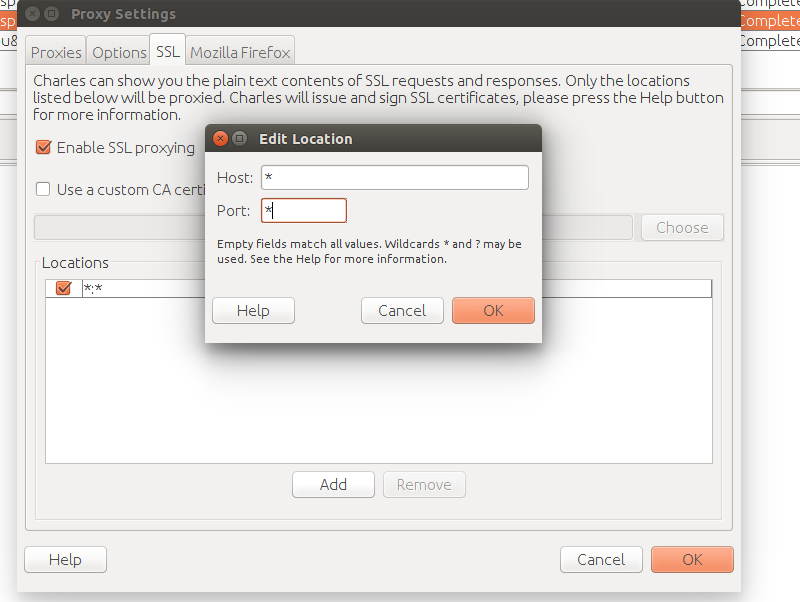 sp
Complete
Proxy Settings
sp
Complete
ou&
Complete
Proxies
Options
SSL
Mozilla Firefox
Charles can show you the plain text contents of SSL requests and responses. Only the locations
listed below will be proxied. Charles will issue and sign SSL certificates, please press the Help button
for more information.
Enable SSL proxying
Use a custom CA certi
Choose
Edit Location
Host: *
Port: *
Empty fields match all values. Wildcards * and ? may be
used. See the Help for more information.
Help
Cancel
OK
Locations
*:*
Add
Remove
Help
Cancel
OK